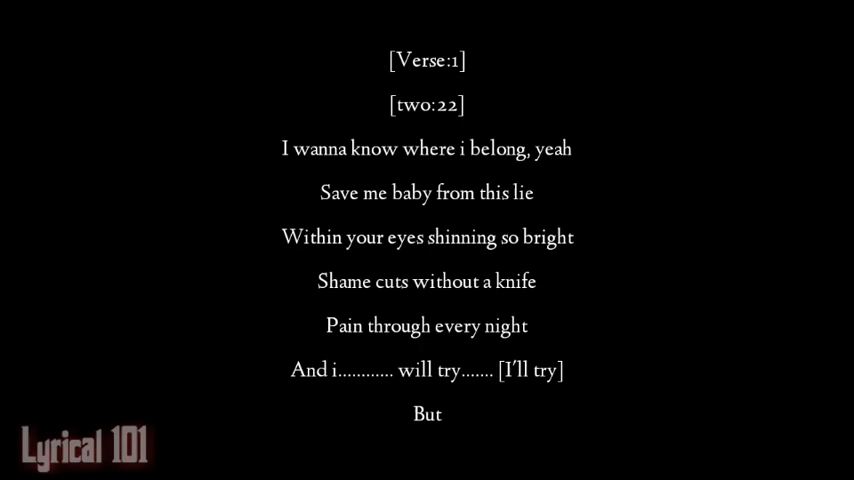 [Verse:1]
[two:22]
I wanna know where i belong, yeah
Save me baby from this lie
Within your eyes shinning so bright
Shame cuts without a knife
Pain through every night
And i............ will try....... [I'll try]
But
Lyrical 101